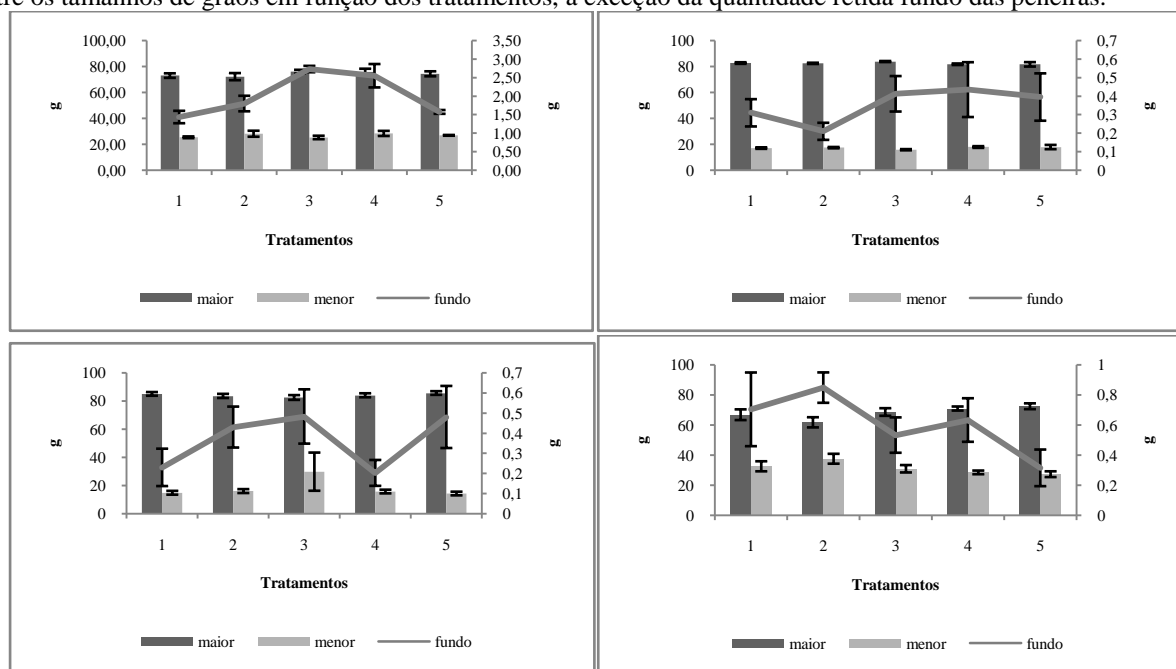 tre os tamanhos de grãos em função dos tratamentos, à exceção da quantidade retida fundo das peneiras.
100,00
80,00
60,00
40,00
20,00
0,00
g
3,50
3,00
2,50
2,00
1,50
1,00
0,50
0,00
g
1 2 3 4 5
Tratamentos
maior menor fundo
100
80
60
40
20
0
g
0,7
0,6
0,5
0,4
0,3
0,2
0,1
0
g
1 2 3 4 5
Tratamentos
maior menor fundo
100
80
60
40
20
0
g
0,7
0,6
0,5
0,4
0,3
0,2
0,1
0
g
1 2 3 4 5
Tratamentos
maior menor fundo
100
80
60
40
20
0
g
1
0,8
0,6
0,4
0,2
0
g
1 2 3 4 5
Tratamentos
maior menor fundo